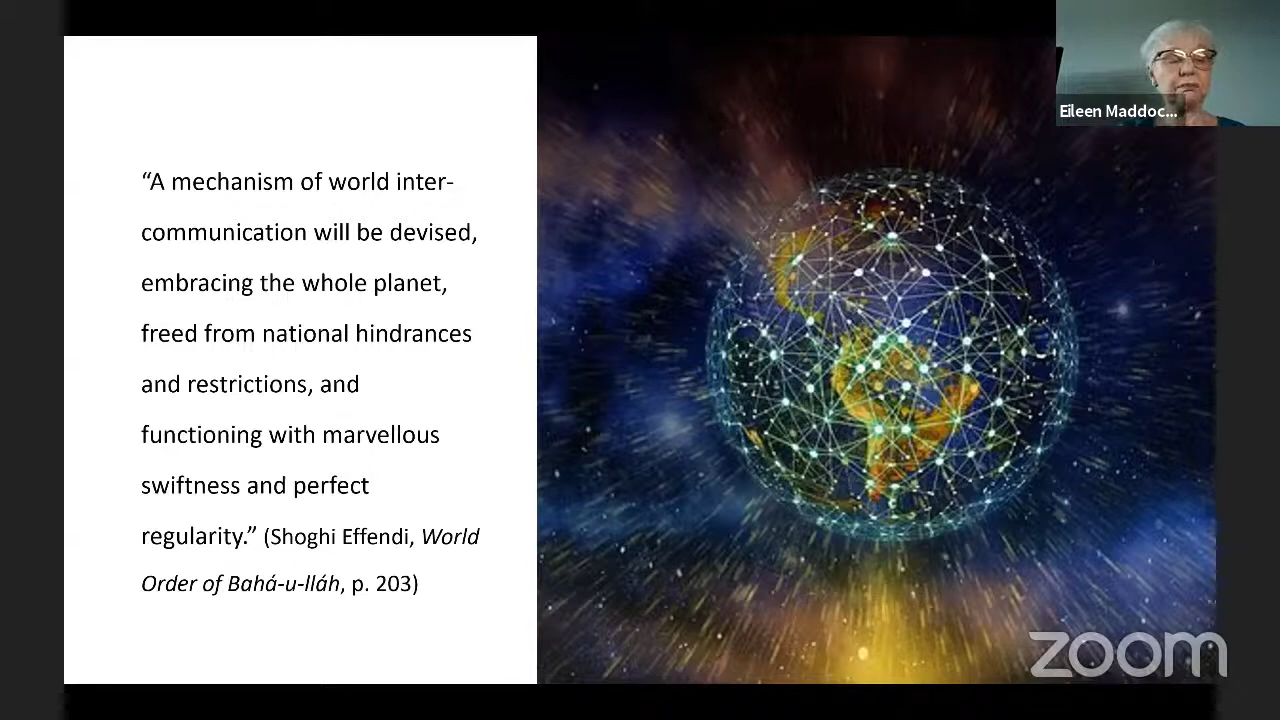 “A mechanism of world inter-
communication will be devised,
embracing the whole planet,
freed from national hindrances
and restrictions, and
functioning with marvellous
swiftness and perfect
regularity.” (Shoghi Effendi, World
Order of Bahá-u-lláh, p. 203)
Eileen Maddoc...
zoom